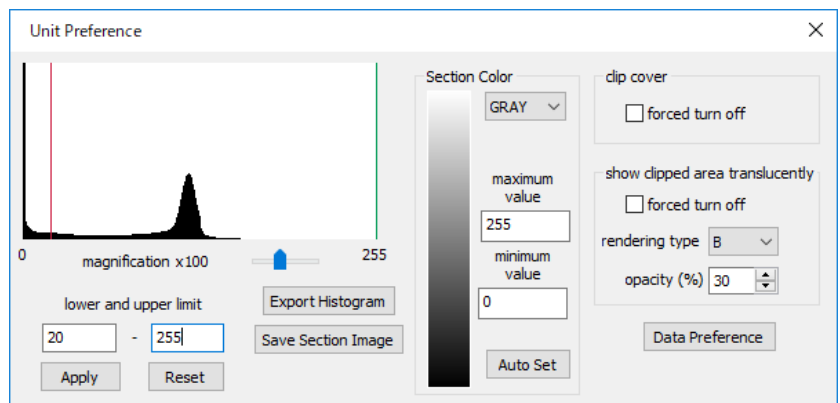 Unit Preference
0
magnification x100
255
lower and upper limit
20 - 255
Apply
Reset
Export Histogram
Save Section Image
Section Color
GRAY
maximum
value
255
minimum
value
0
Auto Set
clip cover
forced turn off
show clipped area translucently
forced turn off
rendering type B
opacity (%) 30
Data Preference